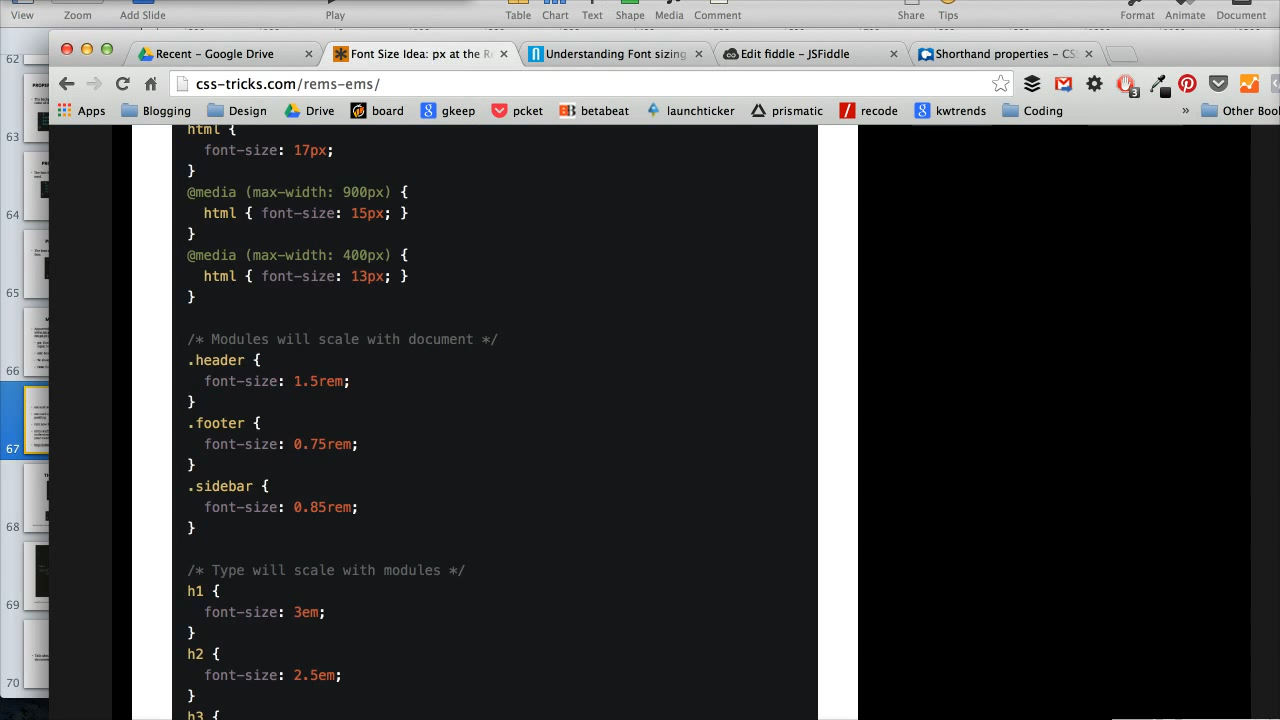 View Zoom Add Slide Play Table Chart Text Shape Media Comment Share Tips Format Animate Document
Recent – Google Drive Font Size Idea: px at the R Understanding Font sizing Edit fiddle – JSFiddle Shorthand properties – CS
css-tricks.com/rems-ems/
3
Apps Blogging Design Drive board gkeep pcket betabeat launchticker prismatic recode kwtrends Coding » Other Boo
html {
font-size: 17px;
}
@media (max-width: 900px) {
html { font-size: 15px; }
}
@media (max-width: 400px) {
html { font-size: 13px; }
}
/* Modules will scale with document */
.header {
font-size: 1.5rem;
}
.footer {
font-size: 0.75rem;
}
.sidebar {
font-size: 0.85rem;
}
/* Type will scale with modules */
h1 {
font-size: 3em;
}
h2 {
font-size: 2.5em;
}
h3 {
62
63
64
65
66
67
68
69
70